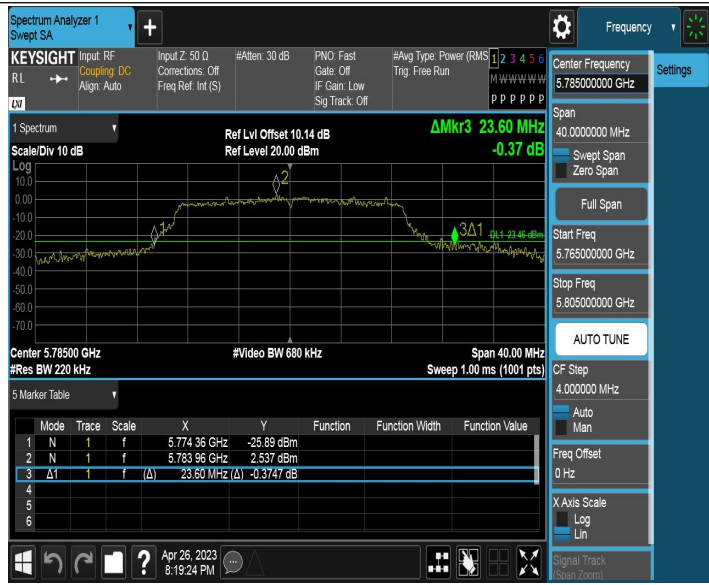 Spectrum Analyzer 1
Swept SA
+
Frequency
KEYSIGHT
RL
LXI
Input: RF
Coupling: DC
Align: Auto
Input Z: 50 Ω
Corrections: Off
Freq Ref: Int (S)
#Atten: 30 dB
PNO: Fast
Gate: Off
IF Gain: Low
Sig Track: Off
#Avg Type: Power (RMS
Trig: Free Run
1 2 3 4 5 6
M W W W W W
P P P P P P
1 Spectrum
Scale/Div 10 dB
Ref Lvl Offset 10.14 dB
Ref Level 20.00 dBm
ΔMkr3 23.60 MHz
-0.37 dB
Log
10.0
0.00
-10.0
-20.0
-30.0
-40.0
-50.0
-60.0
-70.0
1
2
3Δ1
DL1 -23.46 dBm
Center 5.78500 GHz
#Video BW 680 kHz
Span 40.00 MHz
#Res BW 220 kHz
Sweep 1.00 ms (1001 pts)
5 Marker Table
Mode Trace Scale X Y Function Function Width Function Value
1 N 1 f 5.774 36 GHz -25.89 dBm
2 N 1 f 5.783 96 GHz 2.537 dBm
3 Δ1 1 f (Δ) 23.60 MHz (Δ) -0.3747 dB
4
5
6
?
Apr 26, 2023
8:19:24 PM
Center Frequency
5.785000000 GHz
Span
40.0000000 MHz
Swept Span
Zero Span
Full Span
Start Freq
5.765000000 GHz
Stop Freq
5.805000000 GHz
AUTO TUNE
CF Step
4.000000 MHz
Auto
Man
Freq Offset
0 Hz
X Axis Scale
Log
Lin
Signal Track
(Span Zoom)
Settings